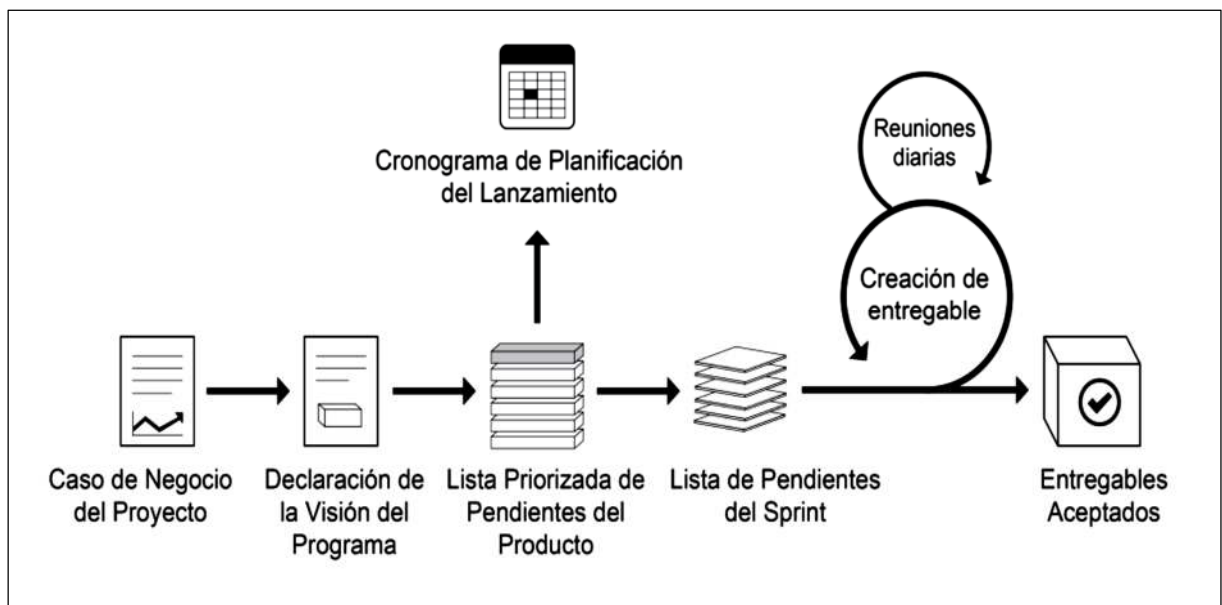 Cronograma de Planificación
del Lanzamiento
Reuniones
diarias
Creación de
entregable
Caso de Negocio
del Proyecto
Declaración de
la Visión del
Programa
Lista Priorizada de
Pendientes del
Producto
Lista de Pendientes
del Sprint
Entregables
Aceptados